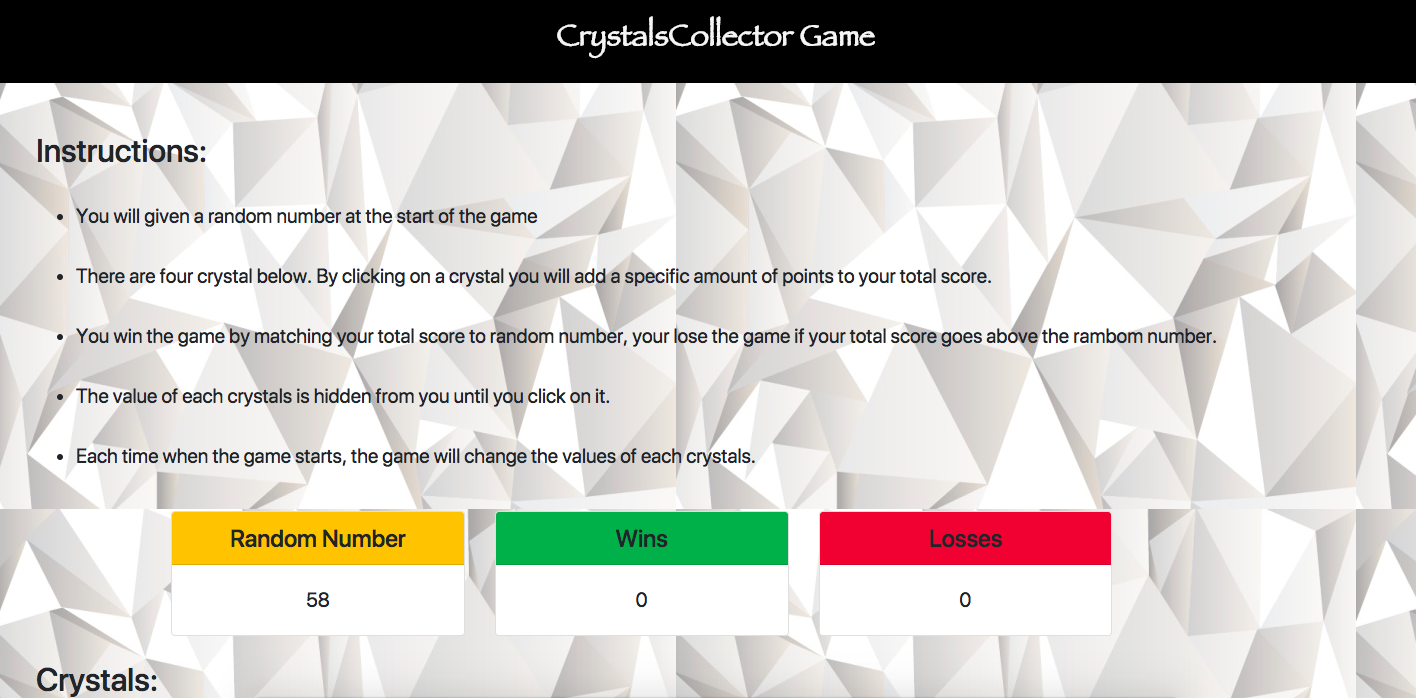 CrystalsCollector Game
Instructions:
You will given a random number at the start of the game
There are four crystal below. By clicking on a crystal you will add a specific amount of points to your total score.
You win the game by matching your total score to random number, your lose the game if your total score goes above the rambom number.
The value of each crystals is hidden from you until you click on it.
Each time when the game starts, the game will change the values of each crystals.
Random Number
Wins
Losses
58
0
0
Crystals: